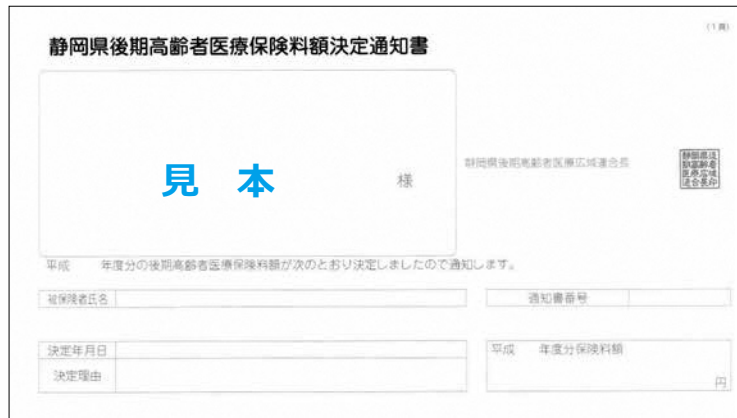 (1頁)
静岡県後期高齢者医療保険料額決定通知書
見 本
様
静岡県後期高齢者医療広域連合長
静岡県後
期高齢者
医療広域
連合長印
平成 年度分の後期高齢者医療保険料額が次のとおり決定しましたので通知します。
被保険者氏名
通知書番号
決定年月日
平成 年度分保険料額
決定理由
円